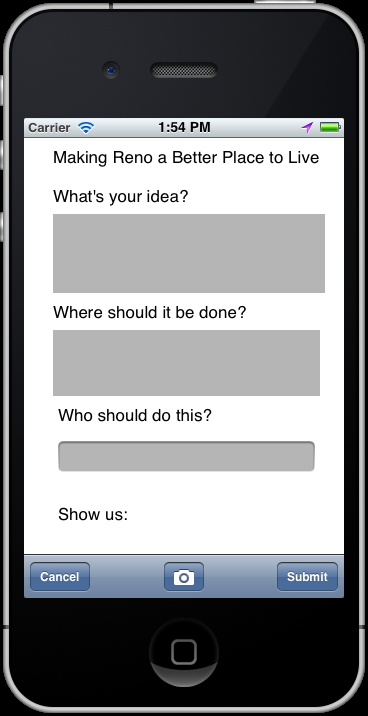 Carrier 1:54 PM
Making Reno a Better Place to Live
What's your idea?
Where should it be done?
Who should do this?
Show us:
Cancel Submit